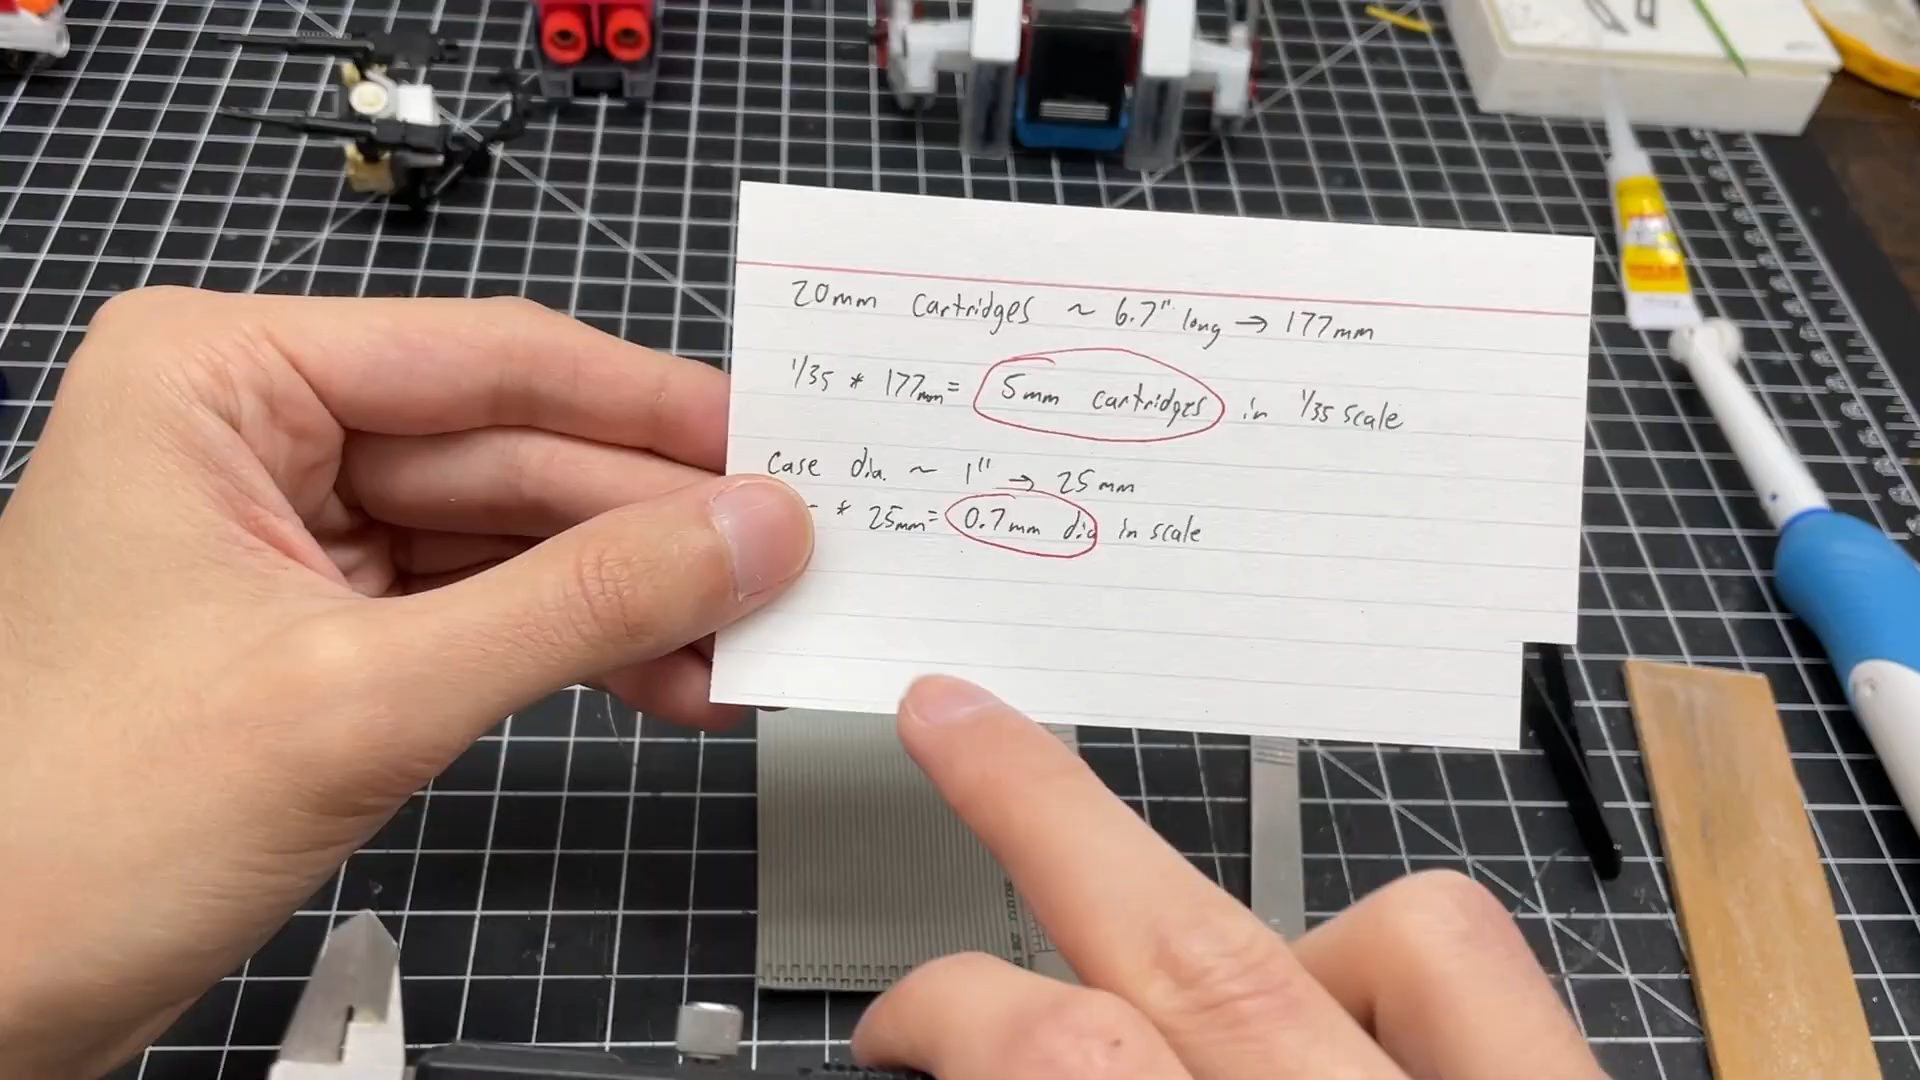 20mm cartridges ~ 6.7" long → 177mm
1/35 * 177mm = 5mm cartridges in 1/35 scale
case dia. ~ 1" → 25mm
* 25mm = 0.7mm dia in scale